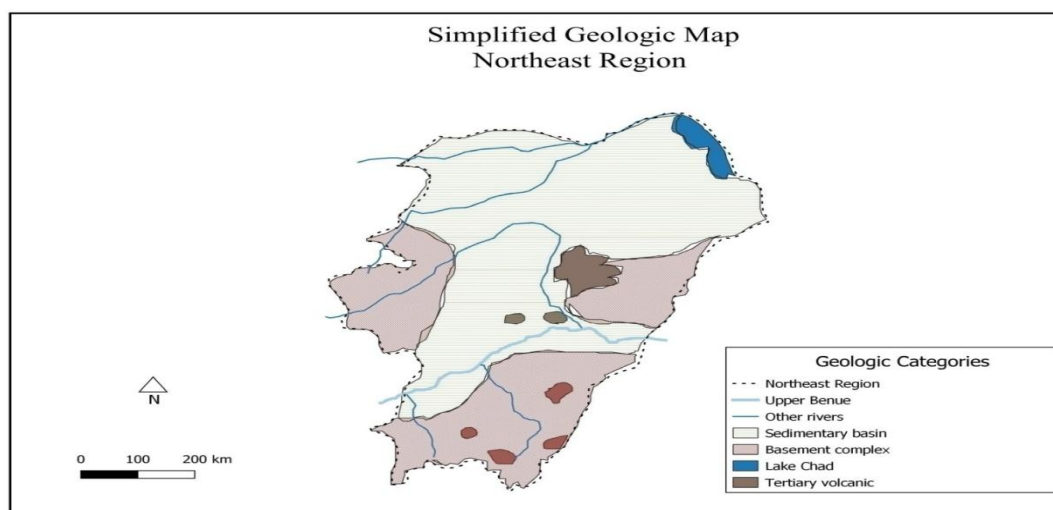 Simplified Geologic Map
Northeast Region
Geologic Categories
Northeast Region
Upper Benue
Other rivers
Sedimentary basin
Basement complex
Lake Chad
Tertiary volcanic
N
0 100 200 km